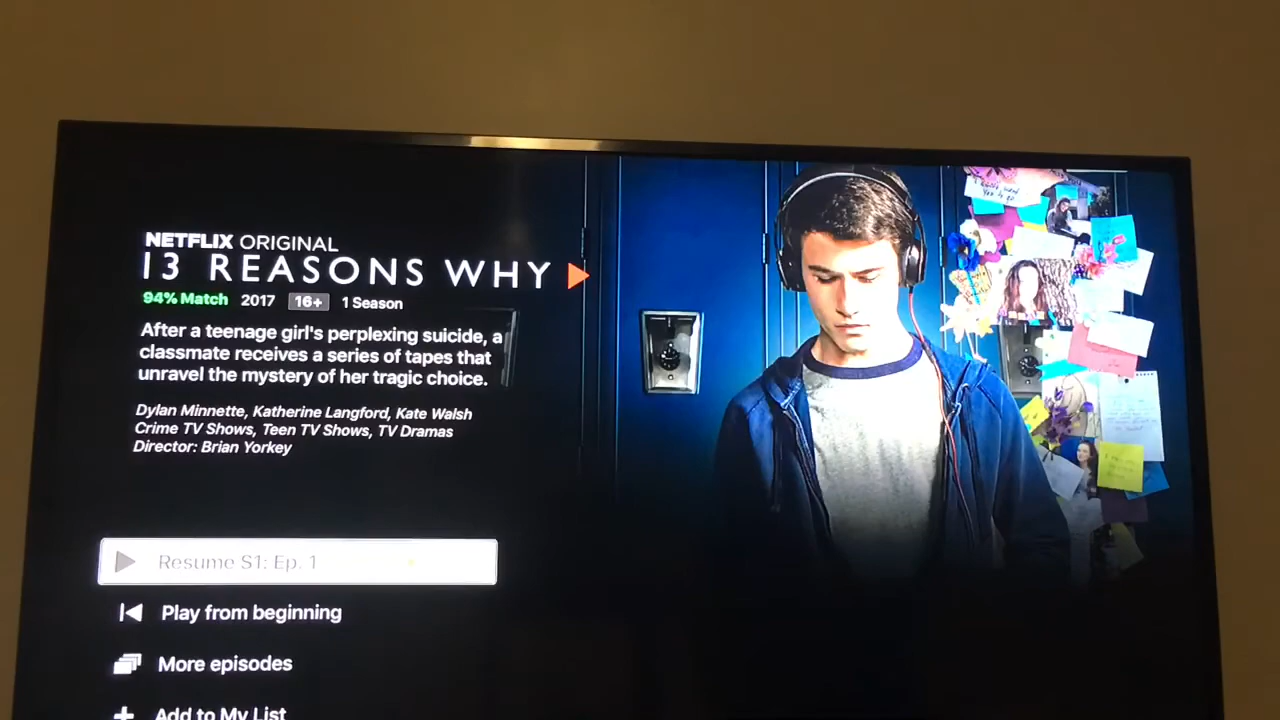 NETFLIX ORIGINAL
13 REASONS WHY
94% Match 2017 16+ 1 Season
After a teenage girl's perplexing suicide, a
classmate receives a series of tapes that
unravel the mystery of her tragic choice.
Dylan Minnette, Katherine Langford, Kate Walsh
Crime TV Shows, Teen TV Shows, TV Dramas
Director: Brian Yorkey
Resume S1: Ep. 1
Play from beginning
More episodes
Add to My List